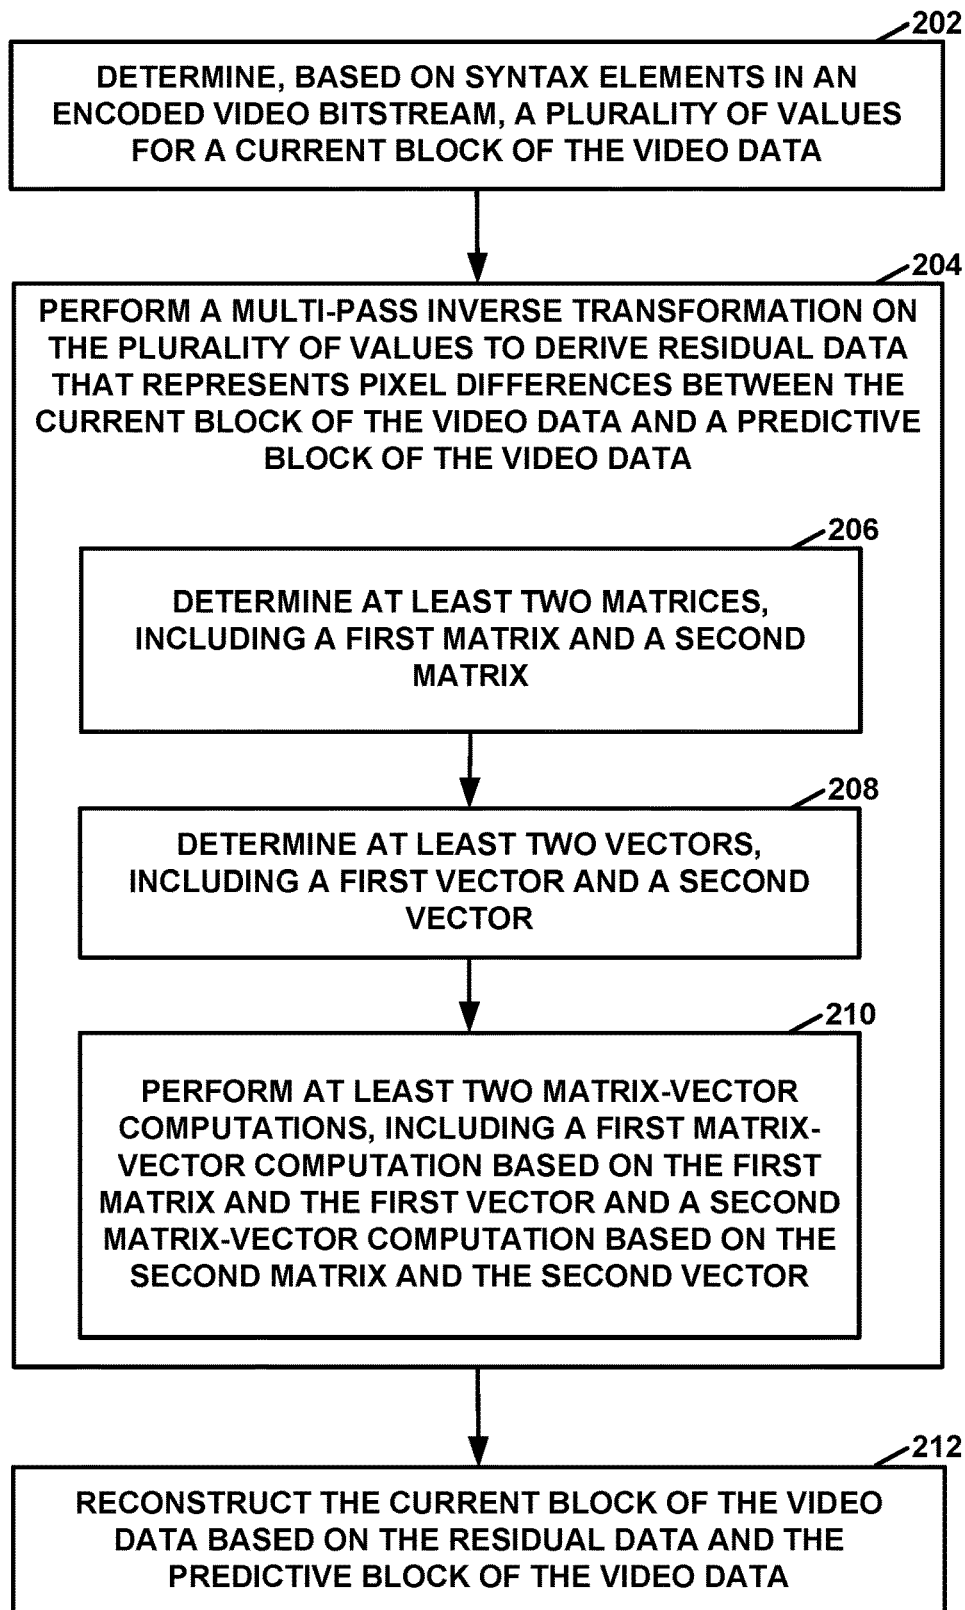 202
DETERMINE, BASED ON SYNTAX ELEMENTS IN AN
ENCODED VIDEO BITSTREAM, A PLURALITY OF VALUES
FOR A CURRENT BLOCK OF THE VIDEO DATA
204
PERFORM A MULTI-PASS INVERSE TRANSFORMATION ON
THE PLURALITY OF VALUES TO DERIVE RESIDUAL DATA
THAT REPRESENTS PIXEL DIFFERENCES BETWEEN THE
CURRENT BLOCK OF THE VIDEO DATA AND A PREDICTIVE
BLOCK OF THE VIDEO DATA
206
DETERMINE AT LEAST TWO MATRICES,
INCLUDING A FIRST MATRIX AND A SECOND
MATRIX
208
DETERMINE AT LEAST TWO VECTORS,
INCLUDING A FIRST VECTOR AND A SECOND
VECTOR
210
PERFORM AT LEAST TWO MATRIX-VECTOR
COMPUTATIONS, INCLUDING A FIRST MATRIX-
VECTOR COMPUTATION BASED ON THE FIRST
MATRIX AND THE FIRST VECTOR AND A SECOND
MATRIX-VECTOR COMPUTATION BASED ON THE
SECOND MATRIX AND THE SECOND VECTOR
212
RECONSTRUCT THE CURRENT BLOCK OF THE VIDEO
DATA BASED ON THE RESIDUAL DATA AND THE
PREDICTIVE BLOCK OF THE VIDEO DATA